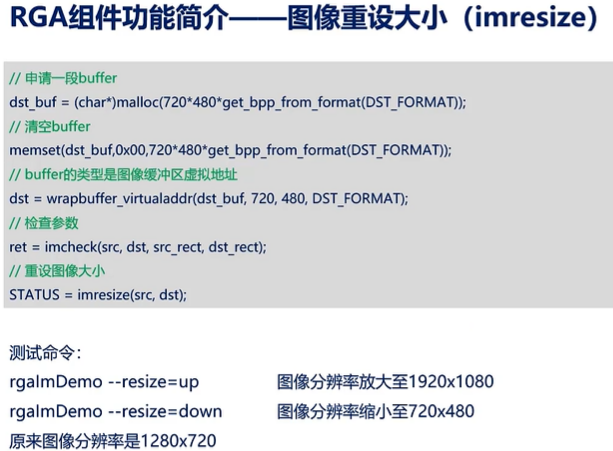 RGA组件功能简介——图像重设大小（imresize）
// 申请一段buffer
dst_buf = (char*)malloc(720*480*get_bpp_from_format(DST_FORMAT));
// 清空buffer
memset(dst_buf,0x00,720*480*get_bpp_from_format(DST_FORMAT));
// buffer的类型是图像缓冲区虚拟地址
dst = wrapbuffer_virtualaddr(dst_buf, 720, 480, DST_FORMAT);
// 检查参数
ret = imcheck(src, dst, src_rect, dst_rect);
// 重设图像大小
STATUS = imresize(src, dst);
测试命令：
rgaImDemo --resize=up 图像分辨率放大至1920x1080
rgaImDemo --resize=down 图像分辨率缩小至720x480
原来图像分辨率是1280x720